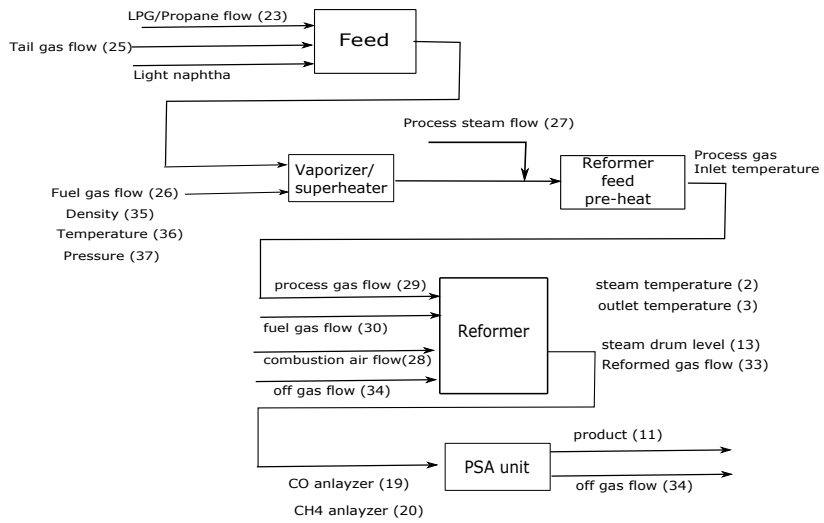 LPG/Propane flow (23)
Feed
Tail gas flow (25)
Light naphtha
Process steam flow (27)
Vaporizer/
superheater
Reformer
feed
pre-heat
Process gas
Inlet temperature
Fuel gas flow (26)
Density (35)
Temperature (36)
Pressure (37)
process gas flow (29)
fuel gas flow (30)
combustion air flow(28)
off gas flow (34)
Reformer
steam temperature (2)
outlet temperature (3)
steam drum level (13)
Reformed gas flow (33)
CO anlayzer (19)
CH4 anlayzer (20)
PSA unit
product (11)
off gas flow (34)